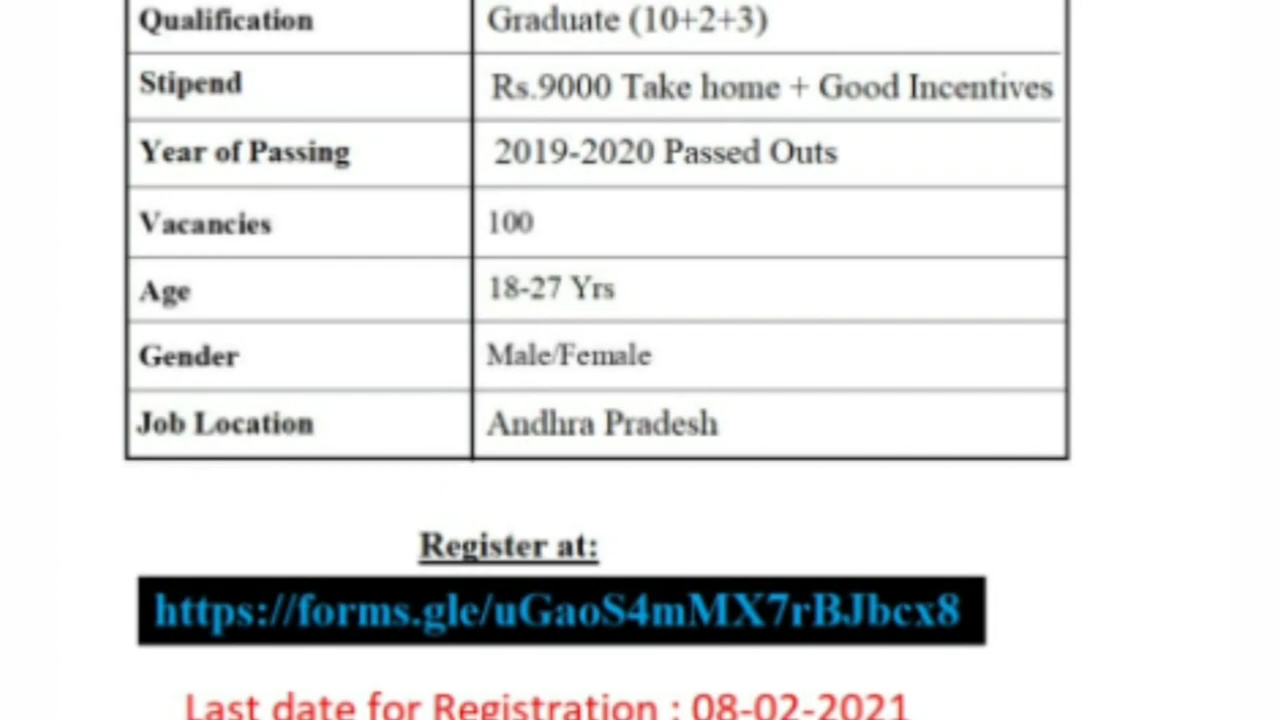 Qualification Graduate (10+2+3)
Stipend Rs.9000 Take home + Good Incentives
Year of Passing 2019-2020 Passed Outs
Vacancies 100
Age 18-27 Yrs
Gender Male/Female
Job Location Andhra Pradesh
Register at:
https://forms.gle/uGaoS4mMX7rBJbcx8
Last date for Registration : 08-02-2021